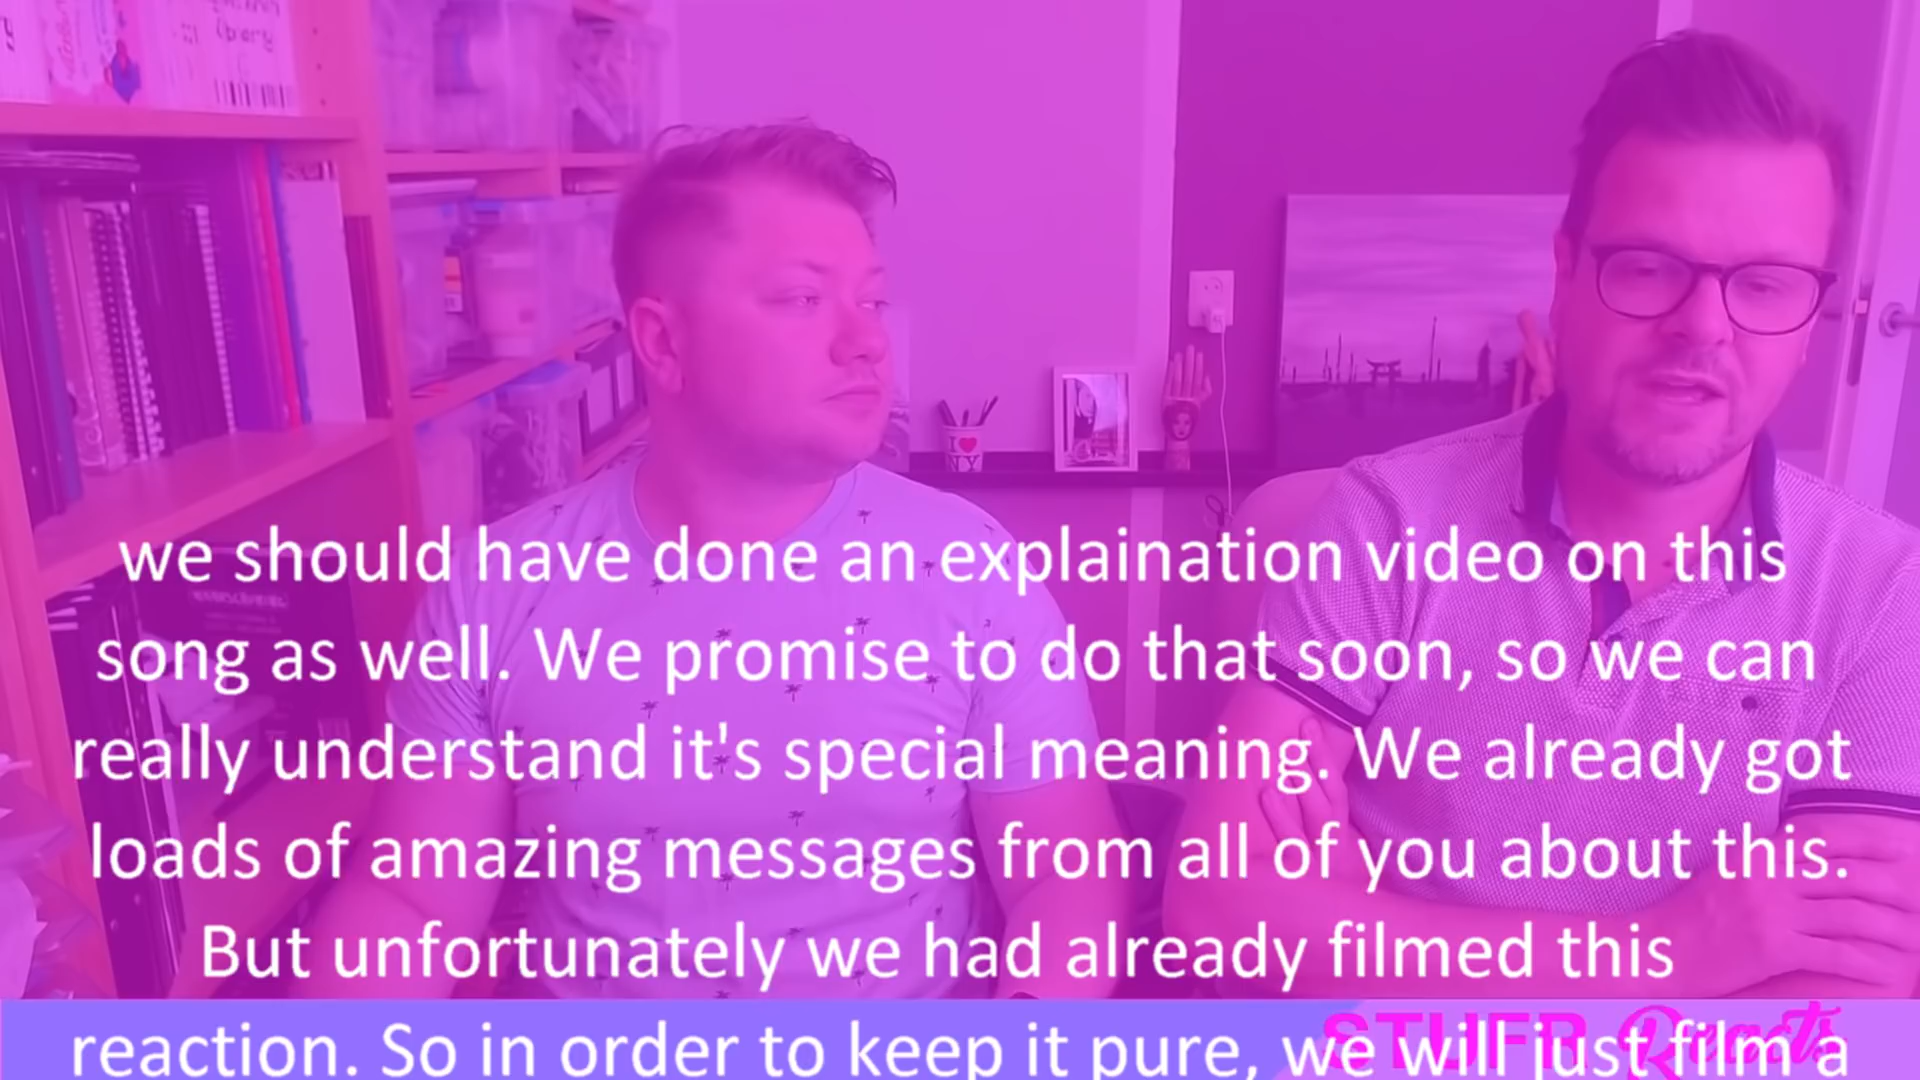 we should have done an explaination video on this
song as well. We promise to do that soon, so we can
really understand it's special meaning. We already got
loads of amazing messages from all of you about this.
But unfortunately we had already filmed this
reaction. So in order to keep it pure, we will just film a
STUFR Reacts
I ♥ NY